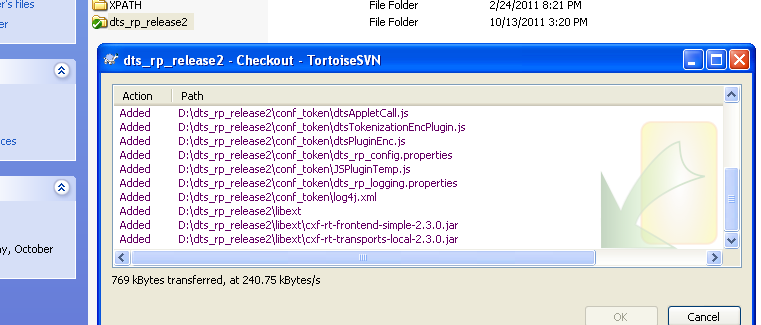 r's files
XPATH File Folder 2/24/2011 8:21 PM
er
dts_rp_release2 File Folder 10/13/2011 3:20 PM
dts_rp_release2 - Checkout - TortoiseSVN
Action Path
Added D:\dts_rp_release2\conf_token\dtsAppletCall.js
Added D:\dts_rp_release2\conf_token\dtsTokenizationEncPlugin.js
ces
Added D:\dts_rp_release2\conf_token\dtsPluginEnc.js
Added D:\dts_rp_release2\conf_token\dts_rp_config.properties
Added D:\dts_rp_release2\conf_token\JSPluginTemp.js
Added D:\dts_rp_release2\conf_token\dts_rp_logging.properties
Added D:\dts_rp_release2\conf_token\log4j.xml
Added D:\dts_rp_release2\libext
Added D:\dts_rp_release2\libext\cxf-rt-frontend-simple-2.3.0.jar
Added D:\dts_rp_release2\libext\cxf-rt-transports-local-2.3.0.jar
ay, October
769 kBytes transferred, at 240.75 kBytes/s
OK Cancel